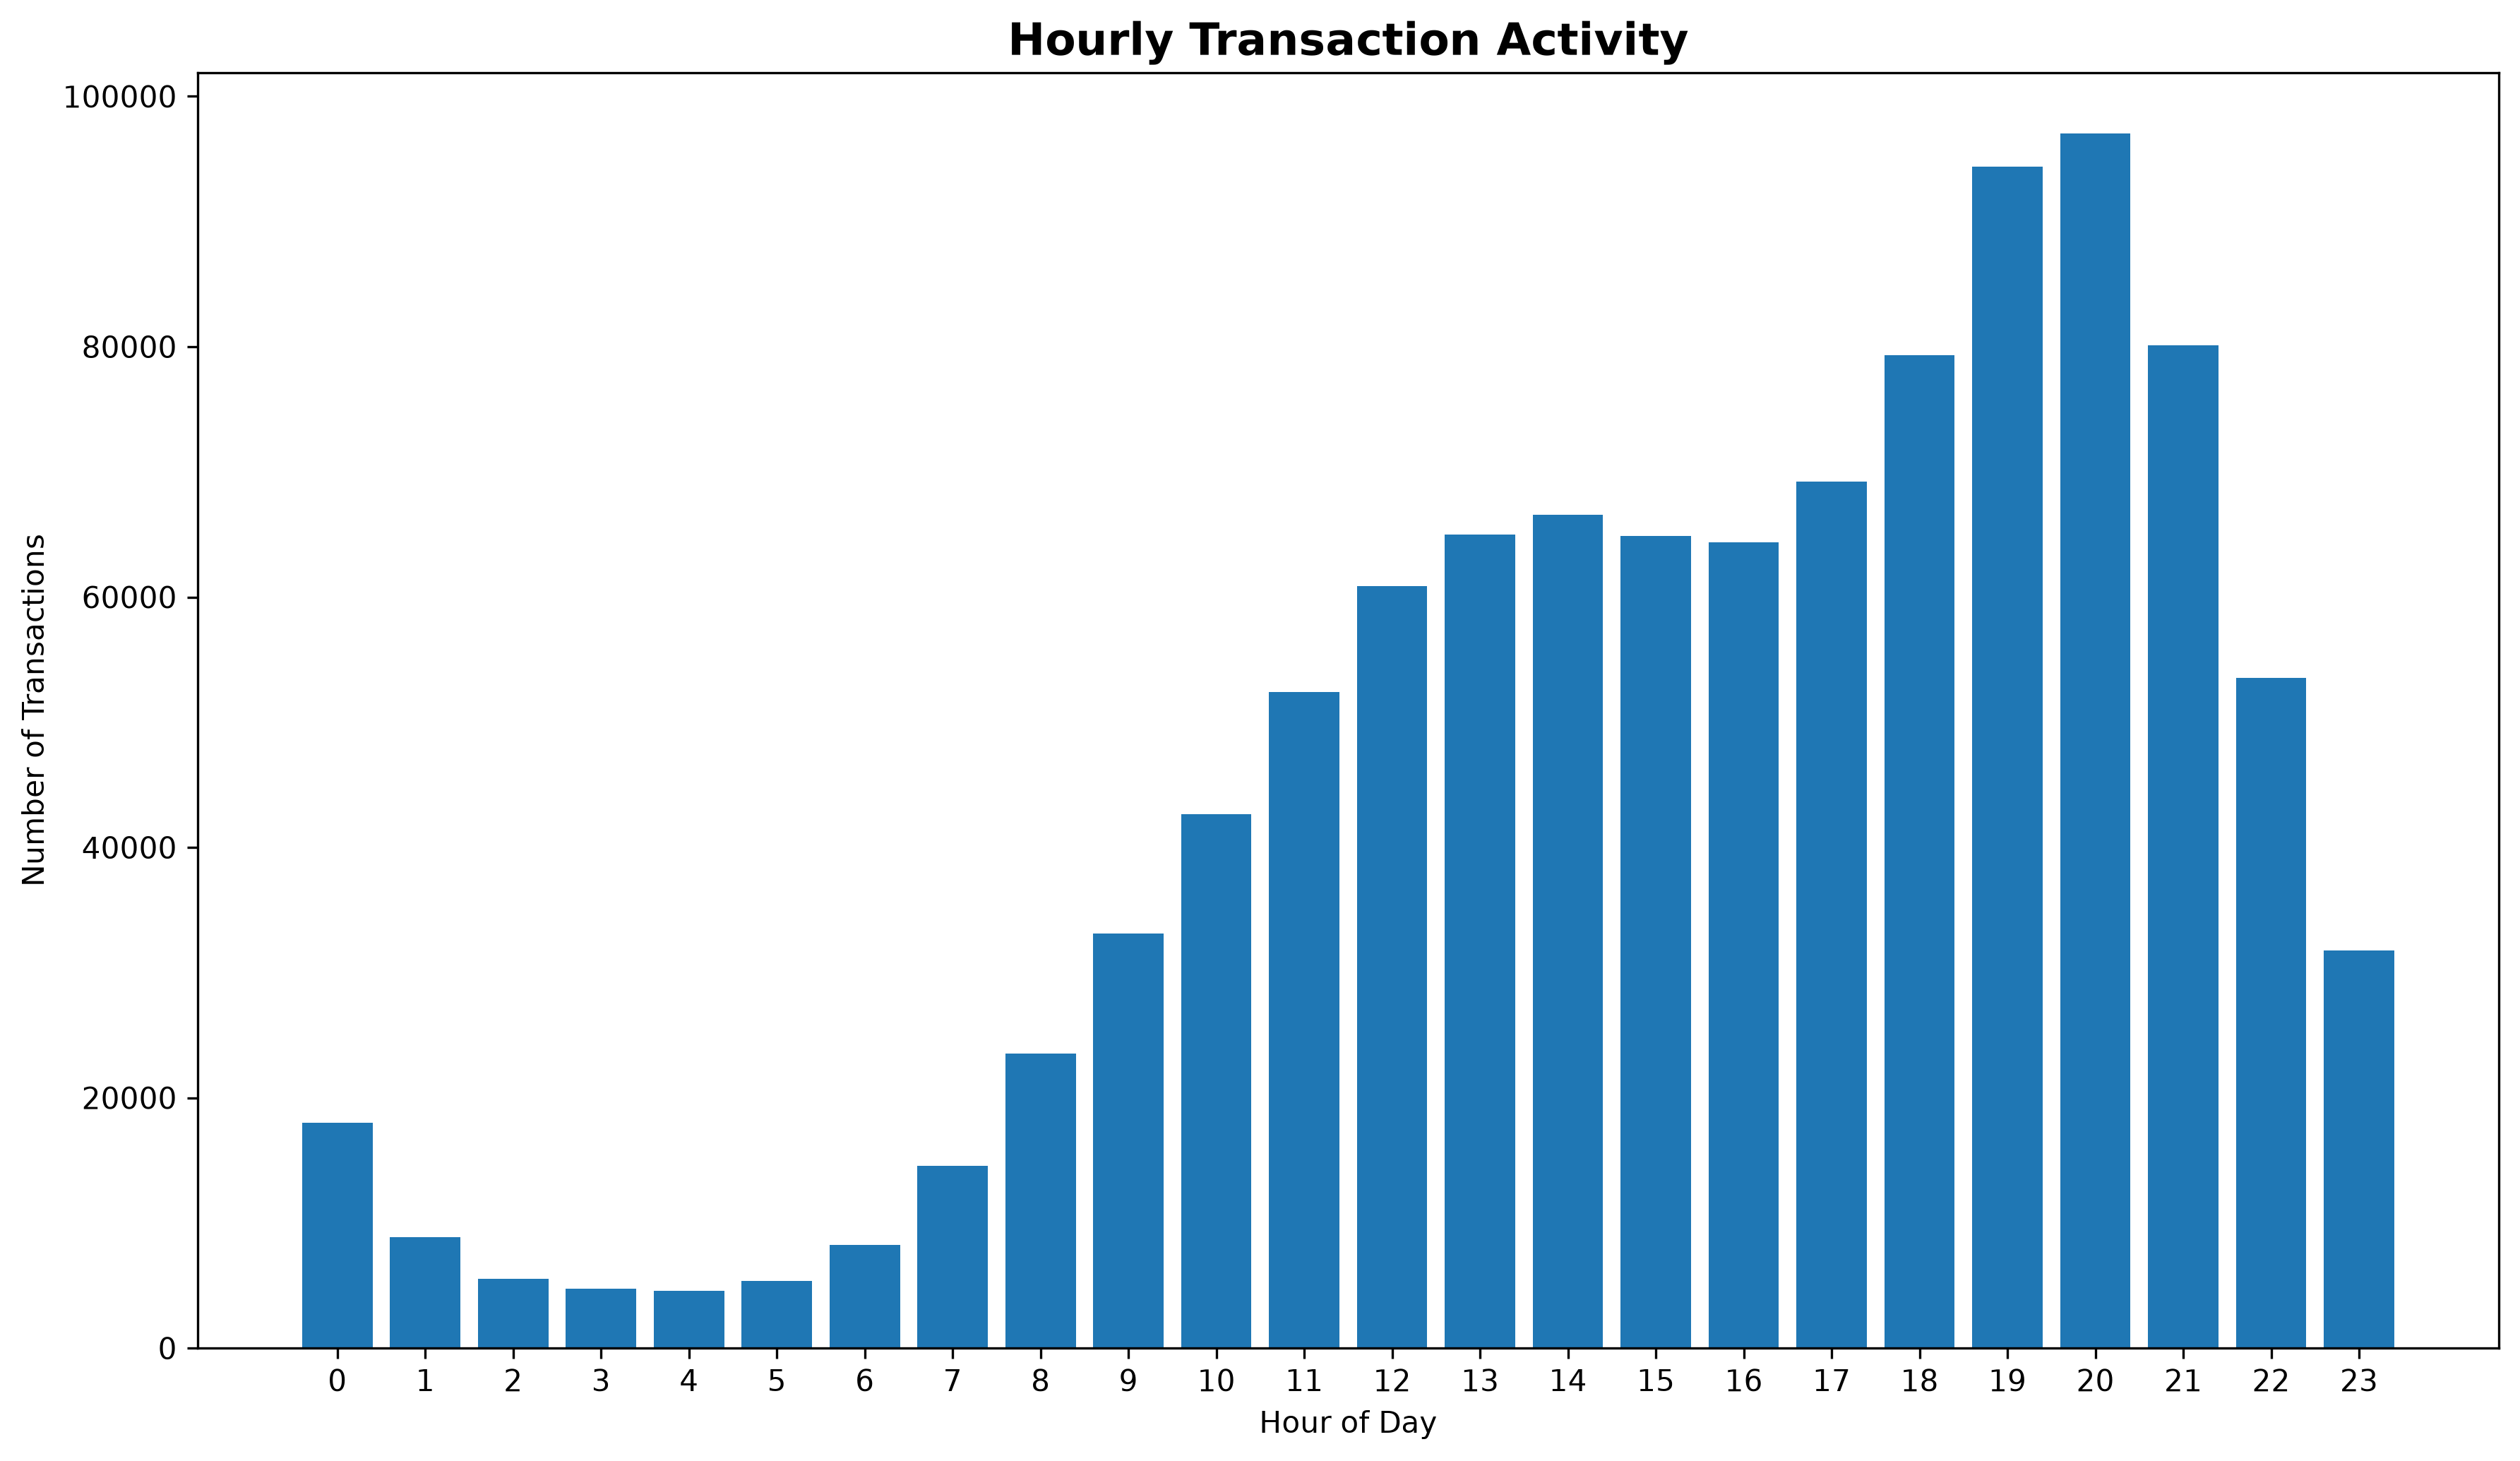 Hourly Transaction Activity
100000
80000
60000
40000
20000
0
Number of Transactions
0 1 2 3 4 5 6 7 8 9 10 11 12 13 14 15 16 17 18 19 20 21 22 23
Hour of Day